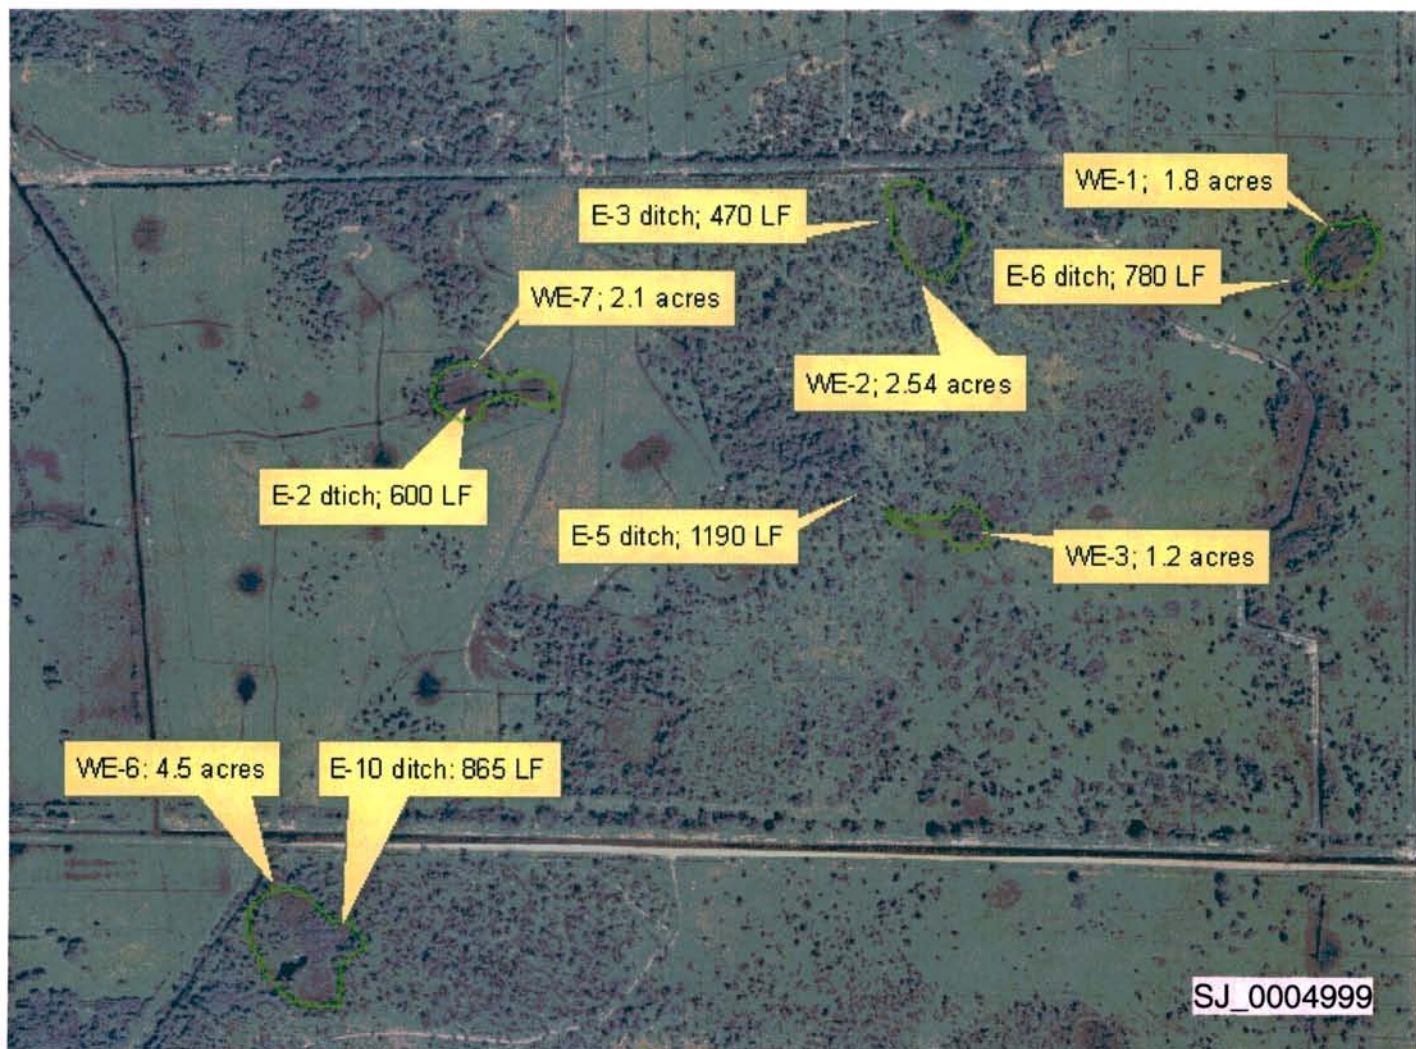 WE-1; 1.8 acres
E-3 ditch; 470 LF
E-6 ditch; 780 LF
WE-7; 2.1 acres
WE-2; 2.54 acres
E-2 dtich; 600 LF
E-5 ditch; 1190 LF
WE-3; 1.2 acres
WE-6: 4.5 acres
E-10 ditch: 865 LF
SJ_0004999